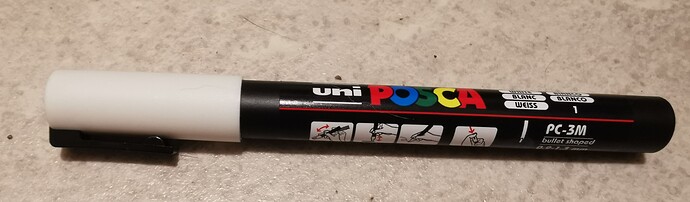 uni POSCA
BLANC
BLANCO
WEISS
1
PC-3M
bullet shaped